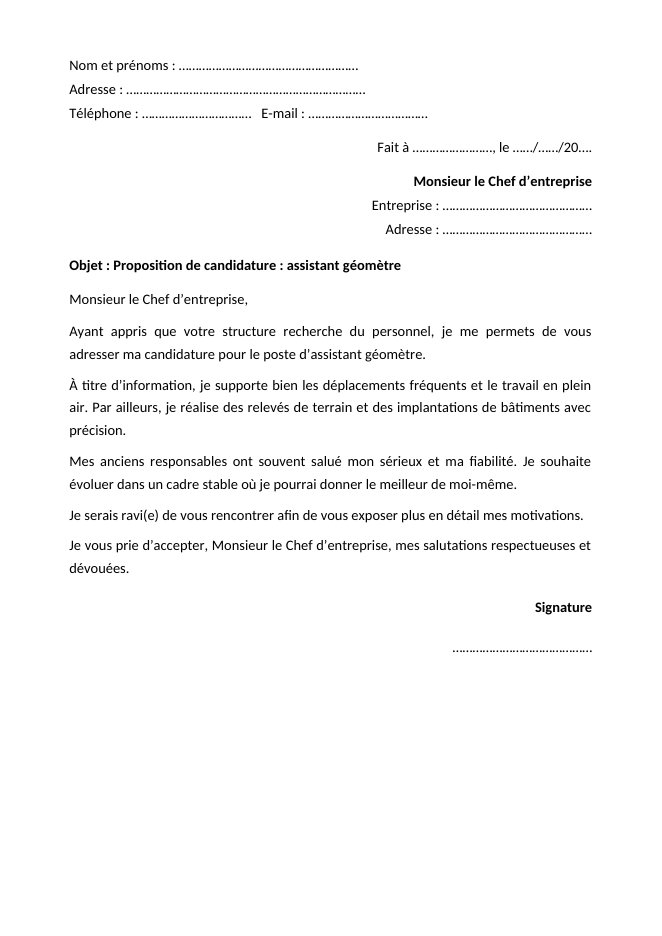 Nom et prénoms : ………………………………………………
Adresse : ………………………………………………………………
Téléphone : …………………………… E-mail : ………………………………
Fait à ……………………, le ……/……/20….
Monsieur le Chef d’entreprise
Entreprise : ………………………………………
Adresse : ………………………………………
Objet : Proposition de candidature : assistant géomètre
Monsieur le Chef d’entreprise,
Ayant appris que votre structure recherche du personnel, je me permets de vous
adresser ma candidature pour le poste d’assistant géomètre.
À titre d’information, je supporte bien les déplacements fréquents et le travail en plein
air. Par ailleurs, je réalise des relevés de terrain et des implantations de bâtiments avec
précision.
Mes anciens responsables ont souvent salué mon sérieux et ma fiabilité. Je souhaite
évoluer dans un cadre stable où je pourrai donner le meilleur de moi-même.
Je serais ravi(e) de vous rencontrer afin de vous exposer plus en détail mes motivations.
Je vous prie d’accepter, Monsieur le Chef d’entreprise, mes salutations respectueuses et
dévouées.
Signature
……………………………………